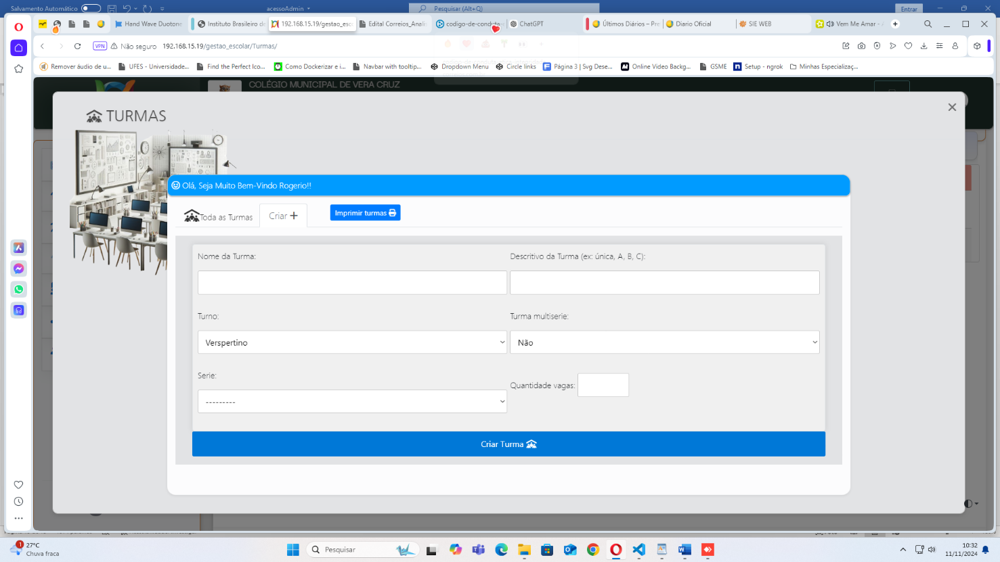 Salvamento Automático
acessoAdmin
Pesquisar (Alt+Q)
Entrar
Hand Wave Duotone
Instituto Brasileiro de
192.168.15.19/gestao_esc
Edital Correios_Analis
codigo-de-conduta-
ChatGPT
Últimos Diários – Pre
Diario Oficial
SIE WEB
Vem Me Amar -
VPN
Não seguro
192.168.15.19/gestao_escolar/Turmas/
Remover áudio de u...
UFES - Universidade...
Find the Perfect Ico...
Como Dockerizar e i...
Navbar with tooltip...
Dropdown Menu
Circle links
Página 3 | Svg Dese...
Online Video Backg...
GSME
Setup - ngrok
Minhas Especializaç...
COLÉGIO MUNICIPAL DE VERA CRUZ
TURMAS
Olá, Seja Muito Bem-Vindo Rogerio!!
Toda as Turmas
Criar
Imprimir turmas
Nome da Turma:
Descritivo da Turma (ex: única, A, B, C):
Turno:
Turma multiserie:
Verspertino
Não
Serie:
Quantidade vagas:
---------
Criar Turma
1
27°C
Chuva fraca
Pesquisar
10:32
11/11/2024